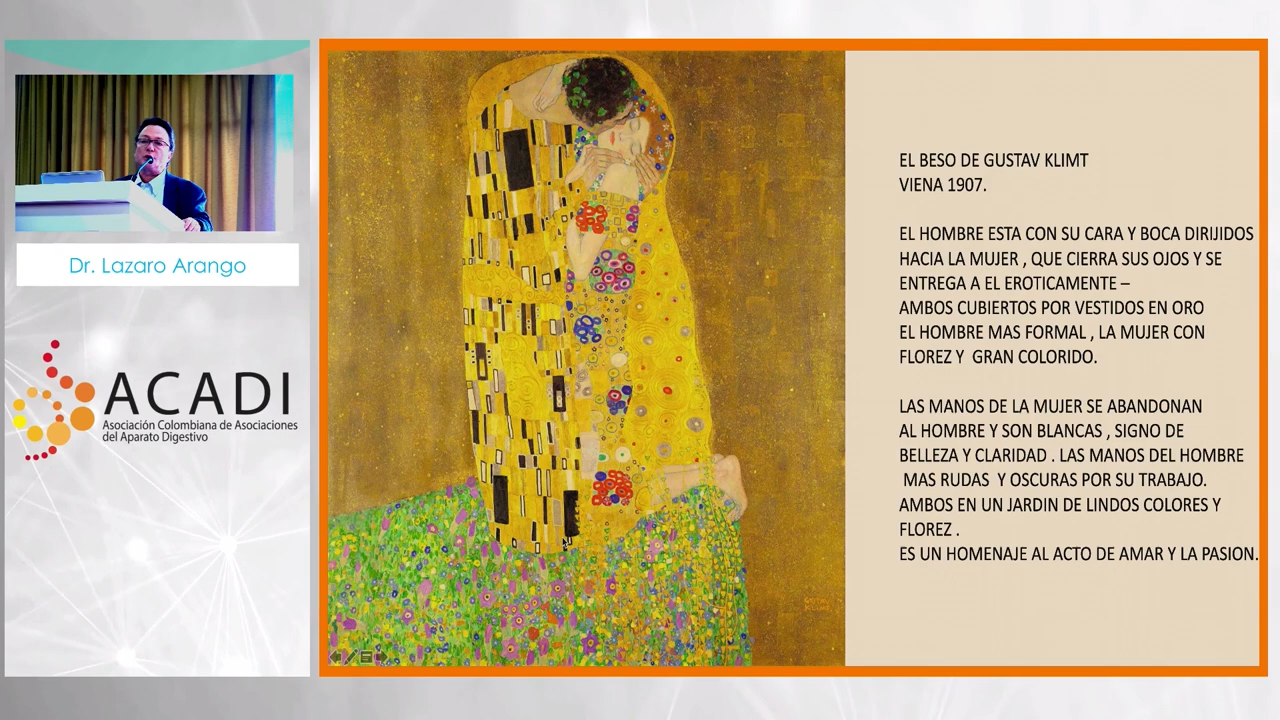 Dr. Lazaro Arango
ACADI
Asociación Colombiana de Asociaciones
del Aparato Digestivo
EL BESO DE GUSTAV KLIMT
VIENA 1907.
EL HOMBRE ESTA CON SU CARA Y BOCA DIRIJIDOS
HACIA LA MUJER , QUE CIERRA SUS OJOS Y SE
ENTREGA A EL EROTICAMENTE –
AMBOS CUBIERTOS POR VESTIDOS EN ORO
EL HOMBRE MAS FORMAL , LA MUJER CON
FLOREZ Y GRAN COLORIDO.
LAS MANOS DE LA MUJER SE ABANDONAN
AL HOMBRE Y SON BLANCAS , SIGNO DE
BELLEZA Y CLARIDAD . LAS MANOS DEL HOMBRE
MAS RUDAS Y OSCURAS POR SU TRABAJO.
AMBOS EN UN JARDIN DE LINDOS COLORES Y
FLOREZ .
ES UN HOMENAJE AL ACTO DE AMAR Y LA PASION.
GUSTAV
KLIMT